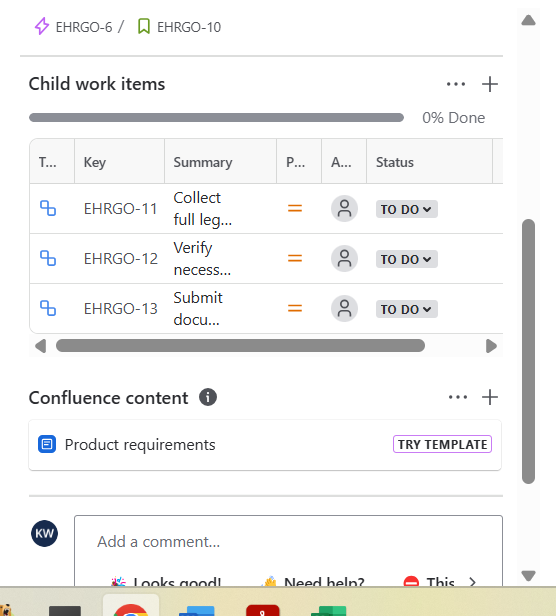 EHRGO-6 / EHRGO-10
Child work items
0% Done
T... Key Summary P... A... Status
EHRGO-11 Collect full leg... TO DO
EHRGO-12 Verify necess... TO DO
EHRGO-13 Submit docu... TO DO
Confluence content
Product requirements TRY TEMPLATE
KW Add a comment...
Looks good! Need help? This